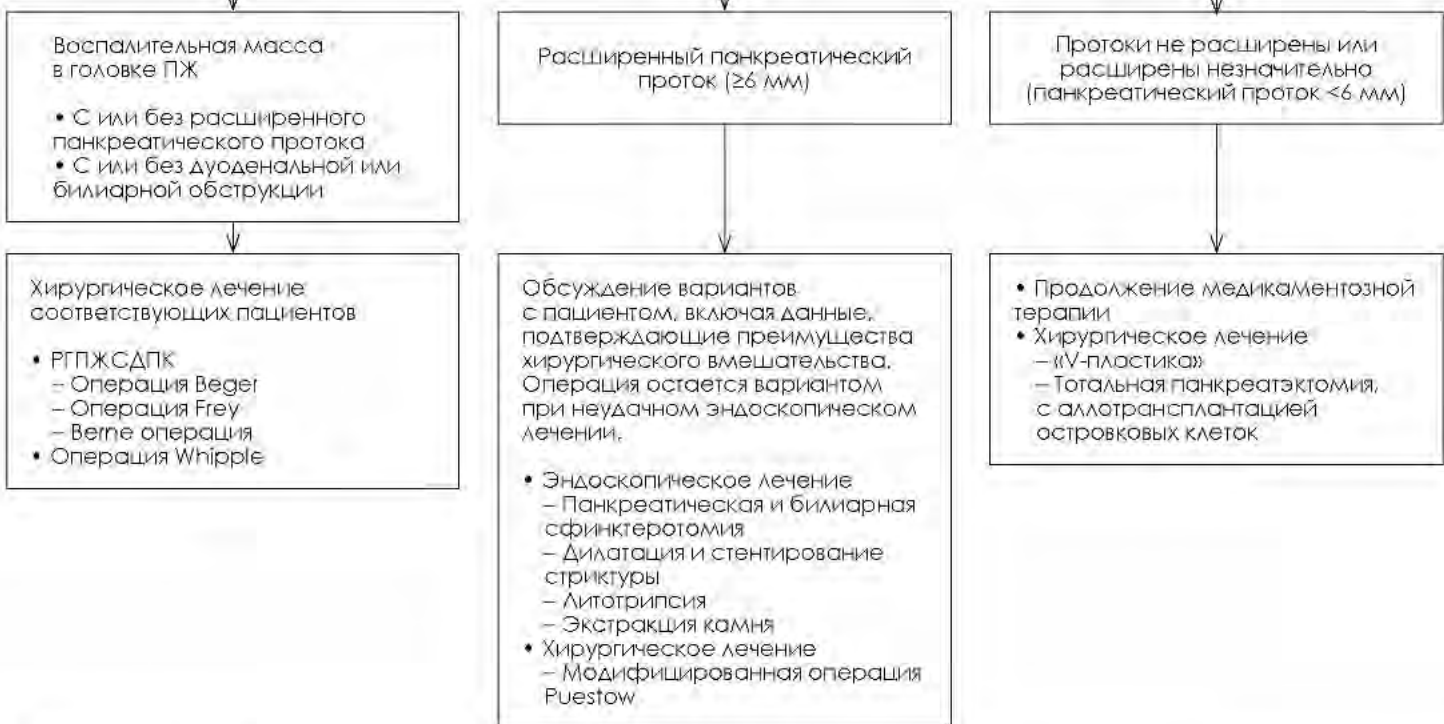 Воспалительная масса
в головке ПЖ
• С или без расширенного
панкреатического протока
• С или без дуоденальной или
билиарной обструкции
Хирургическое лечение
соответствующих пациентов
• РГПЖСДПК
– Операция Beger
– Операция Frey
– Berne операция
• Операция Whipple
Расширенный панкреатический
проток (≥6 мм)
Обсуждение вариантов
с пациентом, включая данные,
подтверждающие преимущества
хирургического вмешательства.
Операция остается вариантом
при неудачном эндоскопическом
лечении.
• Эндоскопическое лечение
– Панкреатическая и билиарная
сфинктеротомия
– Дилатация и стентирование
стриктуры
– Литотрипсия
– Экстракция камня
• Хирургическое лечение
– Модифицированная операция
Puestow
Протоки не расширены или
расширены незначительно
(панкреатический проток <6 мм)
• Продолжение медикаментозной
терапии
• Хирургическое лечение
– «V-пластика»
– Тотальная панкреатэктомия,
с аллотрансплантацией
островковых клеток